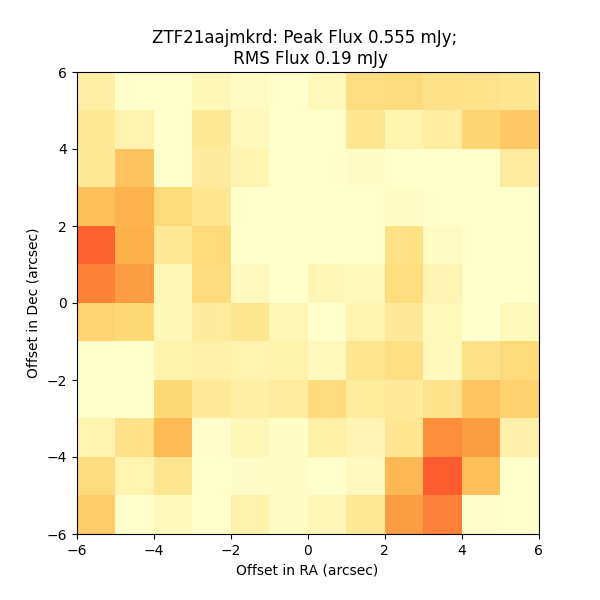 ZTF21aajmkrd: Peak Flux 0.555 mJy;
RMS Flux 0.19 mJy
6
4
2
0
−2
−4
−6
Offset in Dec (arcsec)
−6 −4 −2 0 2 4 6
Offset in RA (arcsec)